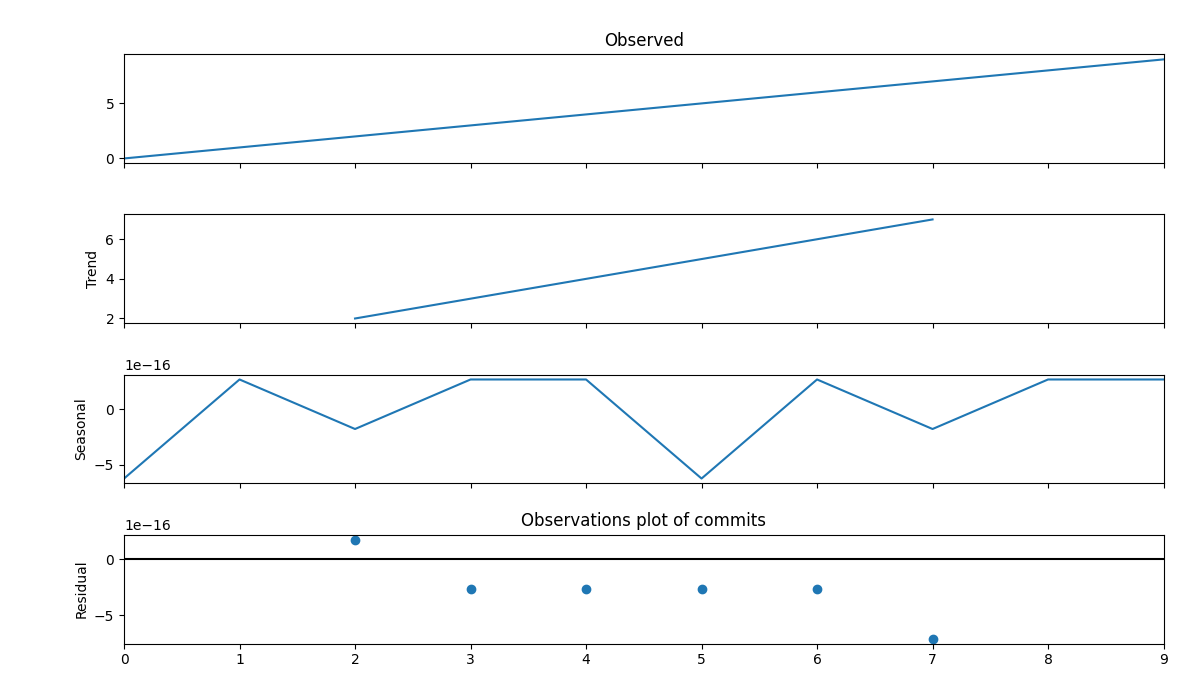 Observed
5
0
Trend
6
4
2
1e−16
Seasonal
0
−5
Observations plot of commits
1e−16
Residual
0
−5
0 1 2 3 4 5 6 7 8 9